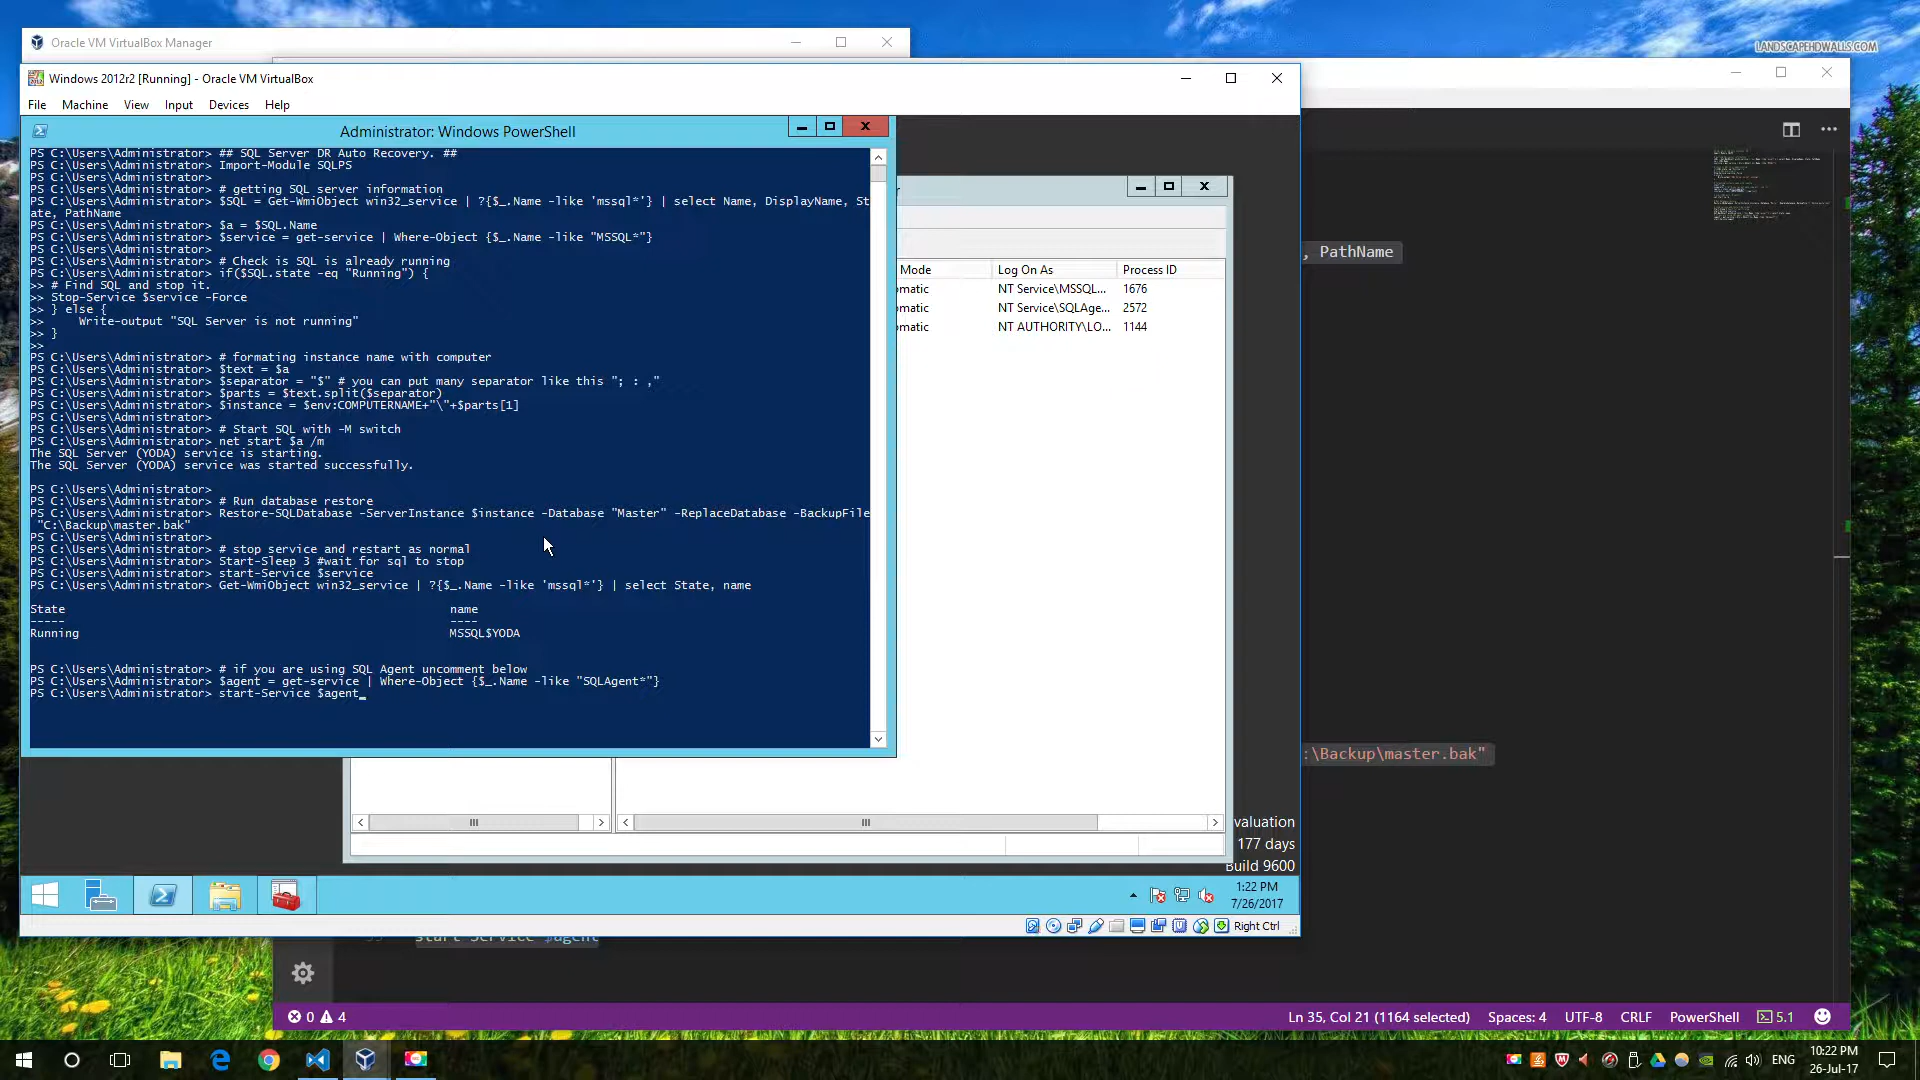 Oracle VM VirtualBox Manager
LANDSCAPEHDWALLS.COM
Windows 2012r2 [Running] - Oracle VM VirtualBox
File Machine View Input Devices Help
Administrator: Windows PowerShell
PS C:\Users\Administrator> ## SQL Server DR Auto Recovery. ##
PS C:\Users\Administrator> Import-Module SQLPS
PS C:\Users\Administrator>
PS C:\Users\Administrator> # getting SQL server information
PS C:\Users\Administrator> $SQL = Get-WmiObject win32_service | ?{$_.Name -like 'mssql*'} | select Name, DisplayName, St
ate, PathName
PS C:\Users\Administrator> $a = $SQL.Name
PS C:\Users\Administrator> $service = get-service | Where-Object {$_.Name -like "MSSQL*"}
PS C:\Users\Administrator>
PS C:\Users\Administrator> # Check is SQL is already running
PS C:\Users\Administrator> if($SQL.state -eq "Running") {
>> # Find SQL and stop it.
>> Stop-Service $service -Force
>> } else {
>>     Write-output "SQL Server is not running"
>> }
>>
PS C:\Users\Administrator> # formating instance name with computer
PS C:\Users\Administrator> $text = $a
PS C:\Users\Administrator> $separator = "$" # you can put many separator like this "; : ,"
PS C:\Users\Administrator> $parts = $text.split($separator)
PS C:\Users\Administrator> $instance = $env:COMPUTERNAME+"\"+$parts[1]
PS C:\Users\Administrator>
PS C:\Users\Administrator> # Start SQL with -M switch
PS C:\Users\Administrator> net start $a /m
The SQL Server (YODA) service is starting.
The SQL Server (YODA) service was started successfully.
PS C:\Users\Administrator>
PS C:\Users\Administrator> # Run database restore
PS C:\Users\Administrator> Restore-SQLDatabase -ServerInstance $instance -Database "Master" -ReplaceDatabase -BackupFile
"C:\Backup\master.bak"
PS C:\Users\Administrator>
PS C:\Users\Administrator> # stop service and restart as normal
PS C:\Users\Administrator> Start-Sleep 3 #wait for sql to stop
PS C:\Users\Administrator> start-Service $service
PS C:\Users\Administrator> Get-WmiObject win32_service | ?{$_.Name -like 'mssql*'} | select State, name
State name
----- ----
Running MSSQL$YODA
PS C:\Users\Administrator> # if you are using SQL Agent uncomment below
PS C:\Users\Administrator> $agent = get-service | Where-Object {$_.Name -like "SQLAgent*"}
PS C:\Users\Administrator> start-Service $agent_
Mode Log On As Process ID
omatic NT Service\MSSQL... 1676
omatic NT Service\SQLAge... 2572
omatic NT AUTHORITY\LO... 1144
, PathName
:\Backup\master.bak"
valuation
177 days
Build 9600
1:22 PM
7/26/2017
Right Ctrl
start-Service $agent
0 4
Ln 35, Col 21 (1164 selected) Spaces: 4 UTF-8 CRLF PowerShell 5.1
ENG
10:22 PM
26-Jul-17